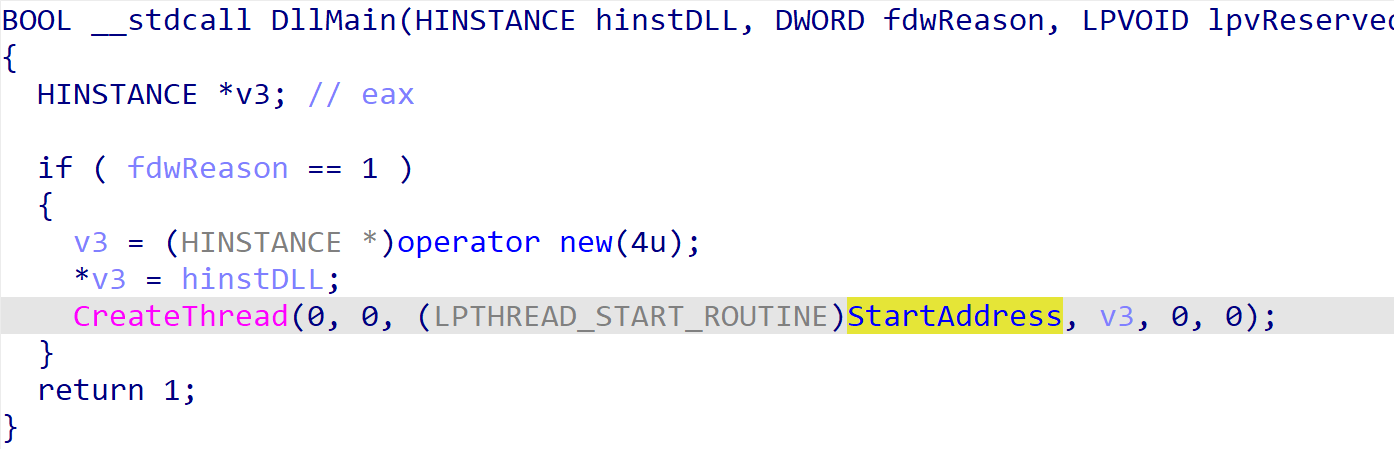 BOOL __stdcall DllMain(HINSTANCE hinstDLL, DWORD fdwReason, LPVOID lpvReserved
{
HINSTANCE *v3; // eax
if ( fdwReason == 1 )
{
v3 = (HINSTANCE *)operator new(4u);
*v3 = hinstDLL;
CreateThread(0, 0, (LPTHREAD_START_ROUTINE)StartAddress, v3, 0, 0);
}
return 1;
}